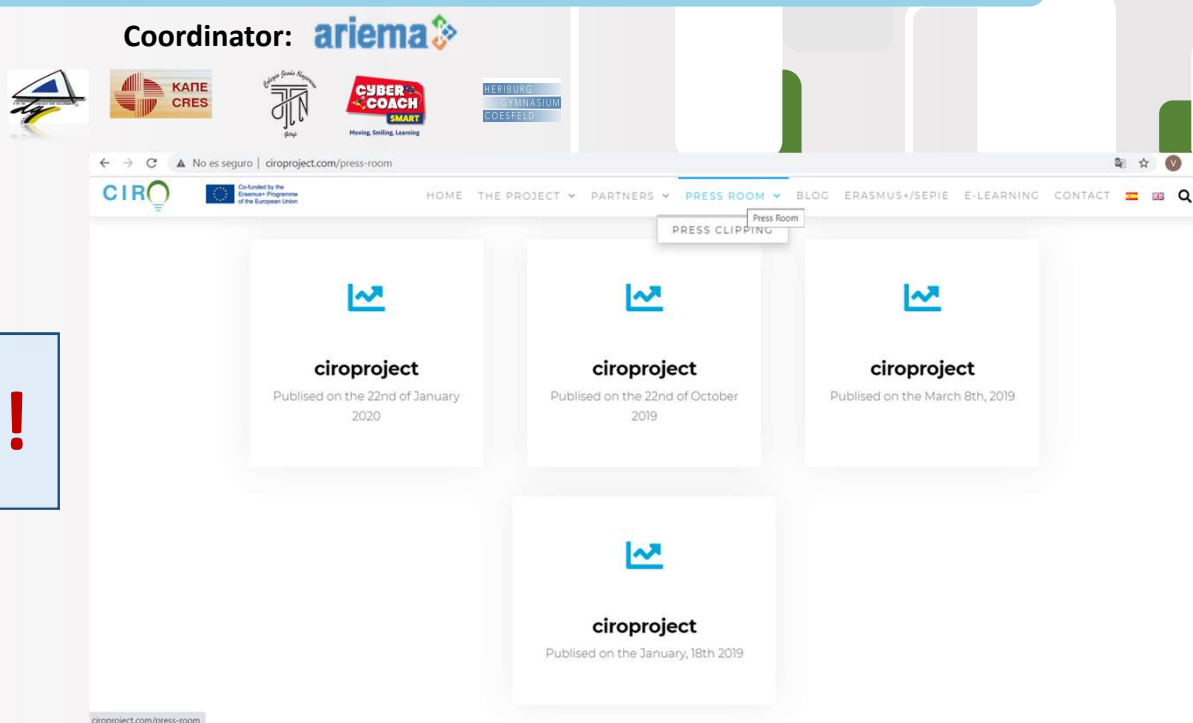 Coordinator: ariema
ΚΑΠΕ
CRES
JTN
CYBER
COACH
SMART
Moving, Smiling, Learning
HERIBURG
GYMNASIUM
COESFELD
No es seguro | ciroproject.com/press-room
V
CIRO
Co-funded by the
Erasmus+ Programme
of the European Union
HOME THE PROJECT PARTNERS PRESS ROOM BLOG ERASMUS+/SEPIE E-LEARNING CONTACT
Press Room
PRESS CLIPPING
ciroproject
Publised on the 22nd of January
2020
ciroproject
Publised on the 22nd of October
2019
ciroproject
Publised on the March 8th, 2019
!
ciroproject
Publised on the January, 18th 2019
ciroproject.com/press-room